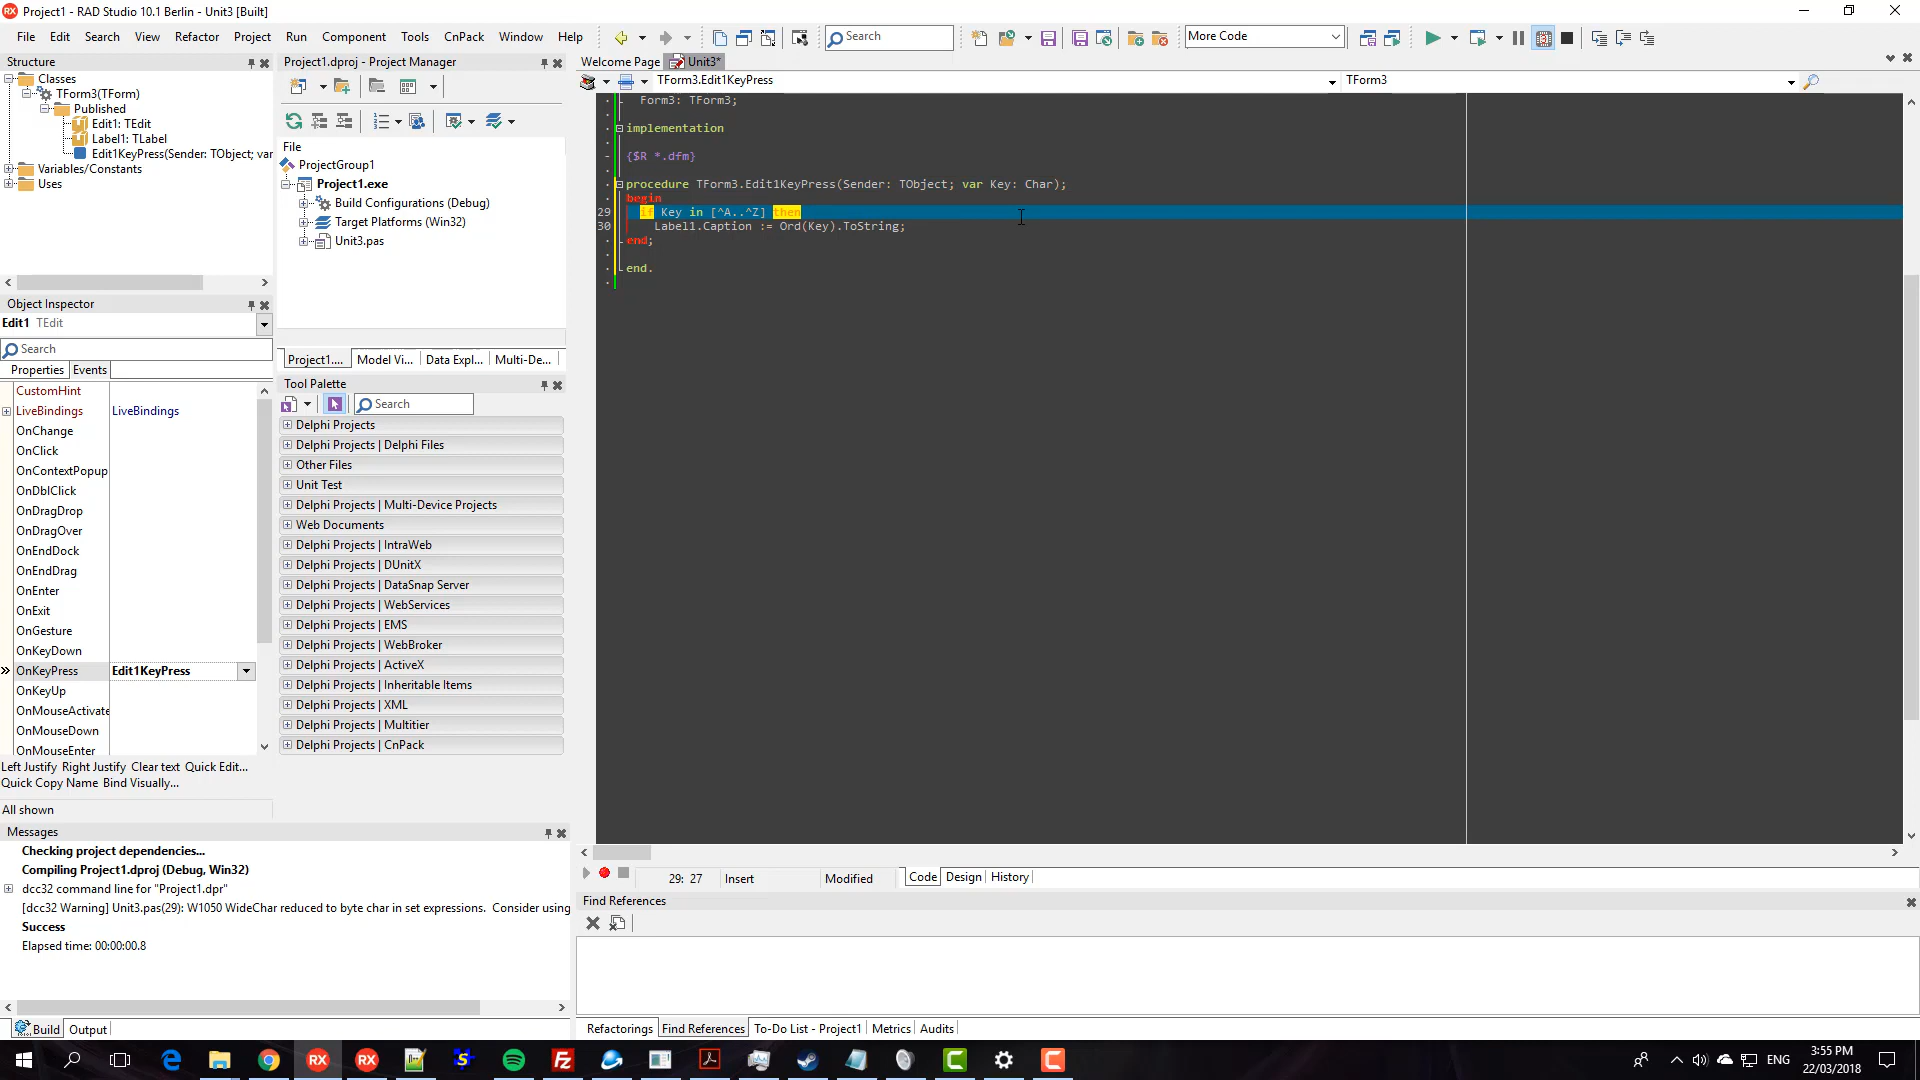 Project1 - RAD Studio 10.1 Berlin - Unit3 [Built]
File Edit Search View Refactor Project Run Component Tools CnPack Window Help
Search
More Code
Structure
Classes
TForm3(TForm)
Published
Edit1: TEdit
Label1: TLabel
Edit1KeyPress(Sender: TObject; var
Variables/Constants
Uses
Project1.dproj - Project Manager
File
ProjectGroup1
Project1.exe
Build Configurations (Debug)
Target Platforms (Win32)
Unit3.pas
Project1.... Model Vi... Data Expl... Multi-De...
Welcome Page Unit3*
TForm3.Edit1KeyPress TForm3
Form3: TForm3;
implementation
{$R *.dfm}
procedure TForm3.Edit1KeyPress(Sender: TObject; var Key: Char);
begin
29 if Key in [^A..^Z] then
30 Label1.Caption := Ord(Key).ToString;
end;
end.
Object Inspector
Edit1 TEdit
Search
Properties Events
CustomHint
LiveBindings LiveBindings
OnChange
OnClick
OnContextPopup
OnDblClick
OnDragDrop
OnDragOver
OnEndDock
OnEndDrag
OnEnter
OnExit
OnGesture
OnKeyDown
OnKeyPress Edit1KeyPress
OnKeyUp
OnMouseActivate
OnMouseDown
OnMouseEnter
Left Justify Right Justify Clear text Quick Edit...
Quick Copy Name Bind Visually...
All shown
Tool Palette
Search
Delphi Projects
Delphi Projects | Delphi Files
Other Files
Unit Test
Delphi Projects | Multi-Device Projects
Web Documents
Delphi Projects | IntraWeb
Delphi Projects | DUnitX
Delphi Projects | DataSnap Server
Delphi Projects | WebServices
Delphi Projects | EMS
Delphi Projects | WebBroker
Delphi Projects | ActiveX
Delphi Projects | Inheritable Items
Delphi Projects | XML
Delphi Projects | Multitier
Delphi Projects | CnPack
Messages
Checking project dependencies...
Compiling Project1.dproj (Debug, Win32)
dcc32 command line for "Project1.dpr"
[dcc32 Warning] Unit3.pas(29): W1050 WideChar reduced to byte char in set expressions. Consider using
Success
Elapsed time: 00:00:00.8
Build Output
29: 27 Insert Modified Code Design History
Find References
Refactorings Find References To-Do List - Project1 Metrics Audits
ENG
3:55 PM
22/03/2018